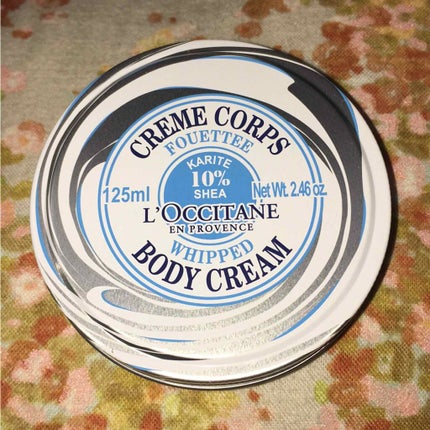 CREME CORPS
FOUETTEE
KARITE
10%
SHEA
125ml
Net Wt. 2.46 oz.
L'OCCITANE
EN PROVENCE
WHIPPED
BODY CREAM